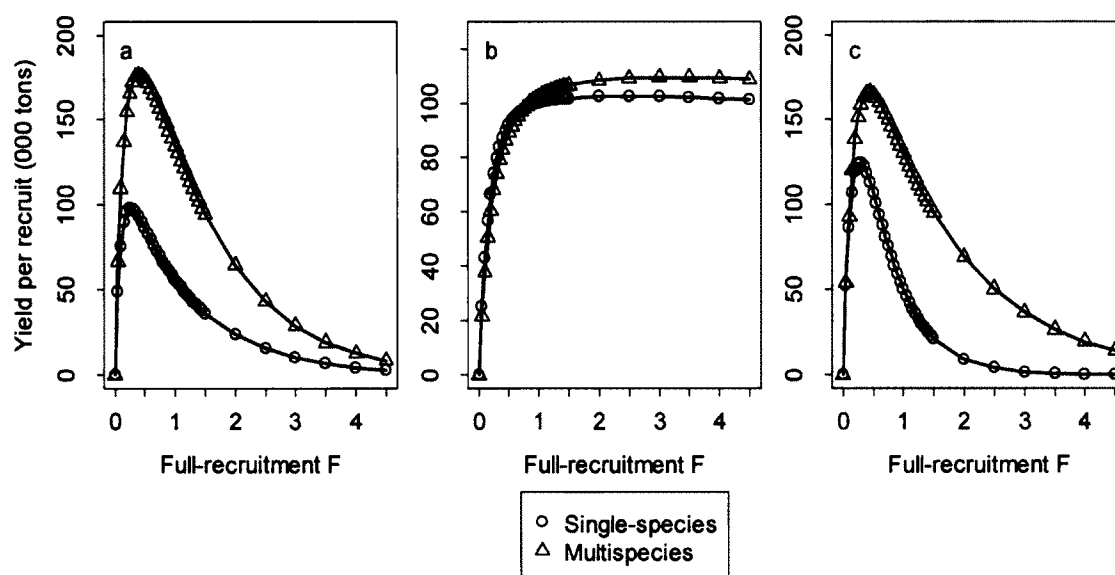 Yield per recruit (000 tons)
a
200
150
100
50
0
0 1 2 3 4
Full-recruitment F
b
100
80
60
40
20
0
0 1 2 3 4
Full-recruitment F
c
200
150
100
50
0
0 1 2 3 4
Full-recruitment F
Single-species
Multispecies